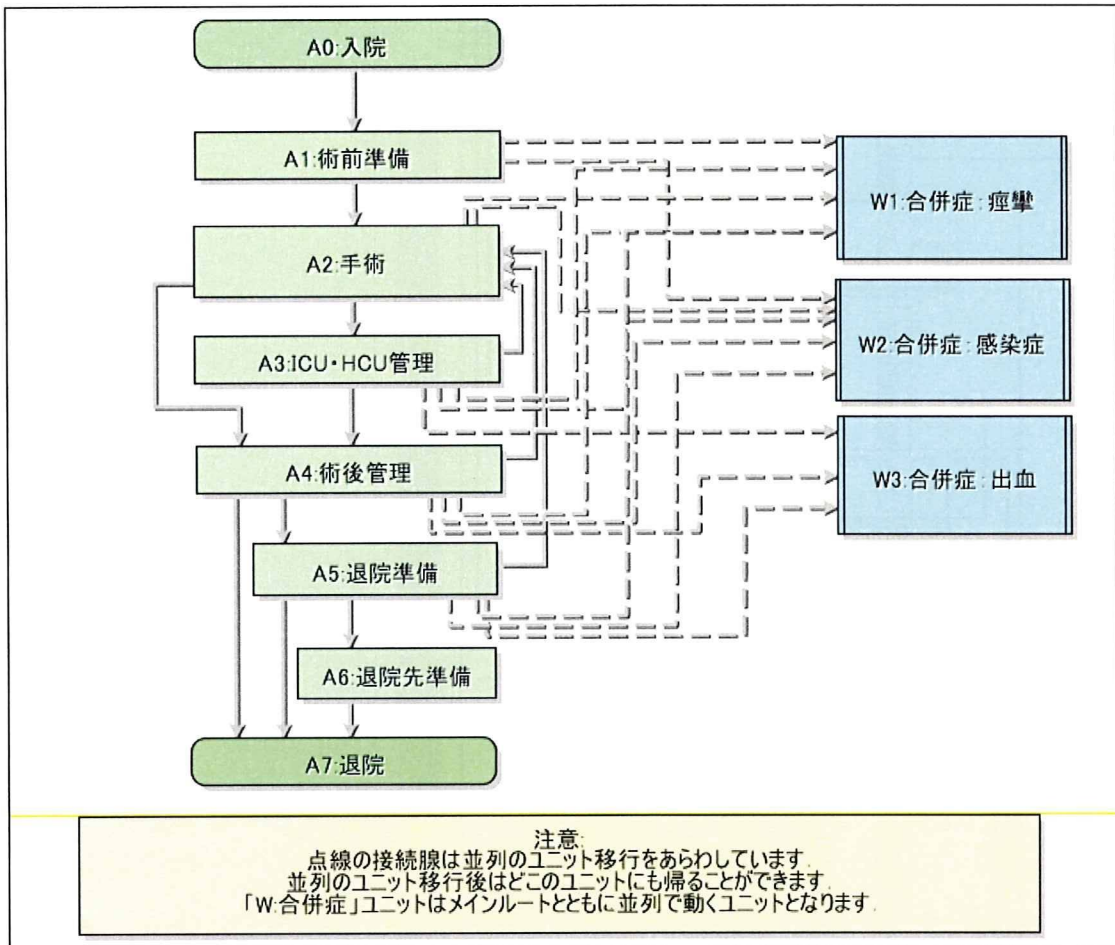 A0:入院
A1:術前準備
A2:手術
A3:ICU・HCU管理
A4:術後管理
A5:退院準備
A6:退院先準備
A7:退院
W1:合併症:痙攣
W2:合併症:感染症
W3:合併症:出血
注意:
点線の接続腺は並列のユニット移行をあらわしています.
並列のユニット移行後はどこのユニットにも帰ることができます.
「W:合併症」ユニットはメインルートとともに並列で動くユニットとなります.